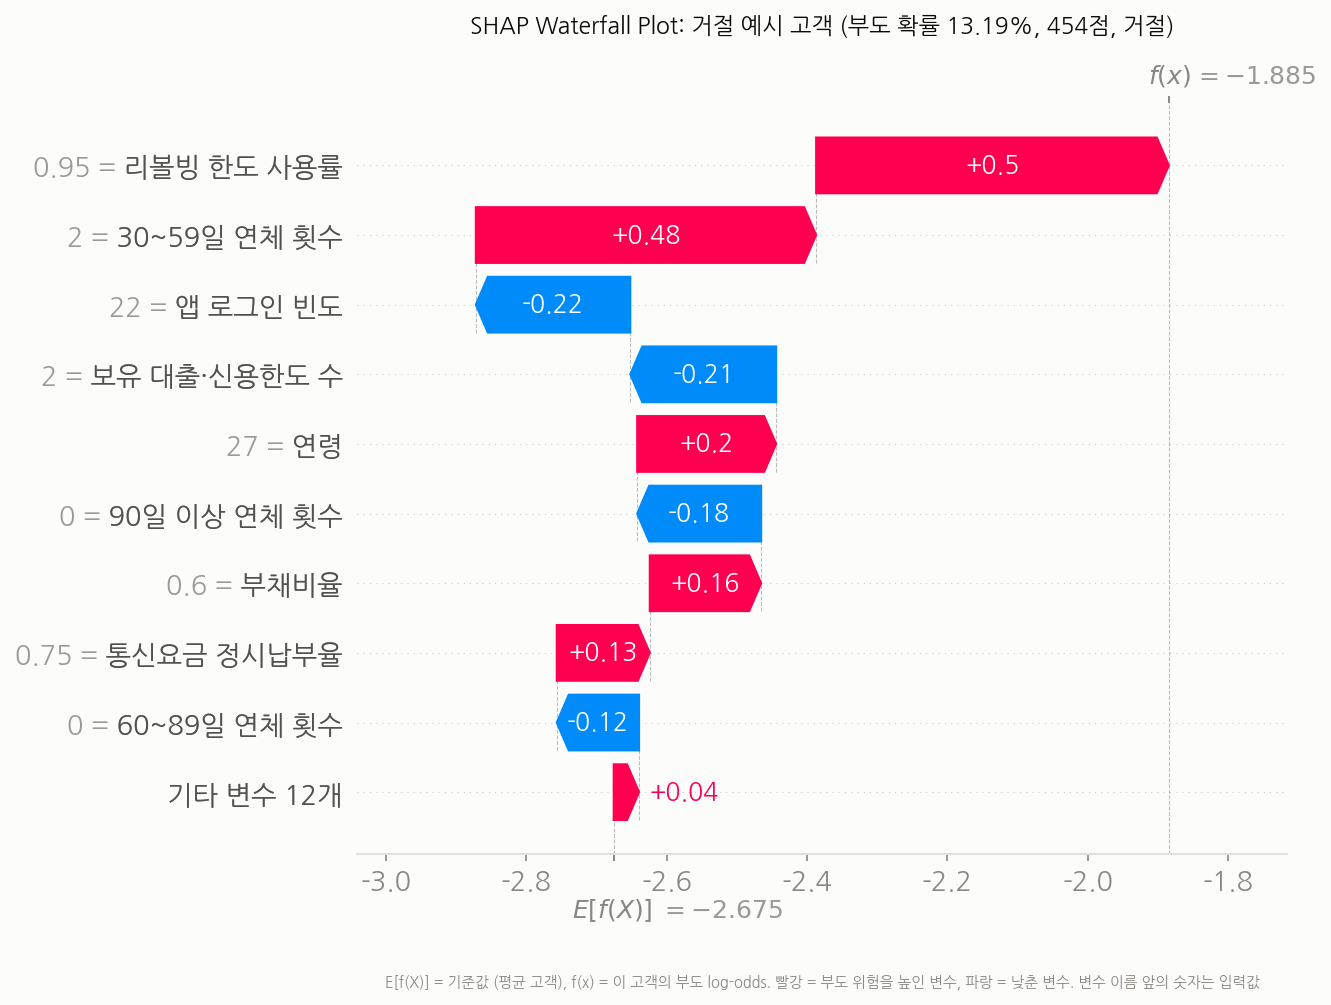 SHAP Waterfall Plot: 거절 예시 고객 (부도 확률 13.19%, 454점, 거절)
f(x) = −1.885
0.95 = 리볼빙 한도 사용률
+0.5
2 = 30~59일 연체 횟수
+0.48
22 = 앱 로그인 빈도
-0.22
2 = 보유 대출·신용한도 수
-0.21
27 = 연령
+0.2
0 = 90일 이상 연체 횟수
-0.18
0.6 = 부채비율
+0.16
0.75 = 통신요금 정시납부율
+0.13
0 = 60~89일 연체 횟수
-0.12
기타 변수 12개
+0.04
-3.0 -2.8 -2.6 -2.4 -2.2 -2.0 -1.8
E[f(X)] = −2.675
E[f(X)] = 기준값 (평균 고객), f(x) = 이 고객의 부도 log-odds. 빨강 = 부도 위험을 높인 변수, 파랑 = 낮춘 변수. 변수 이름 앞의 숫자는 입력값